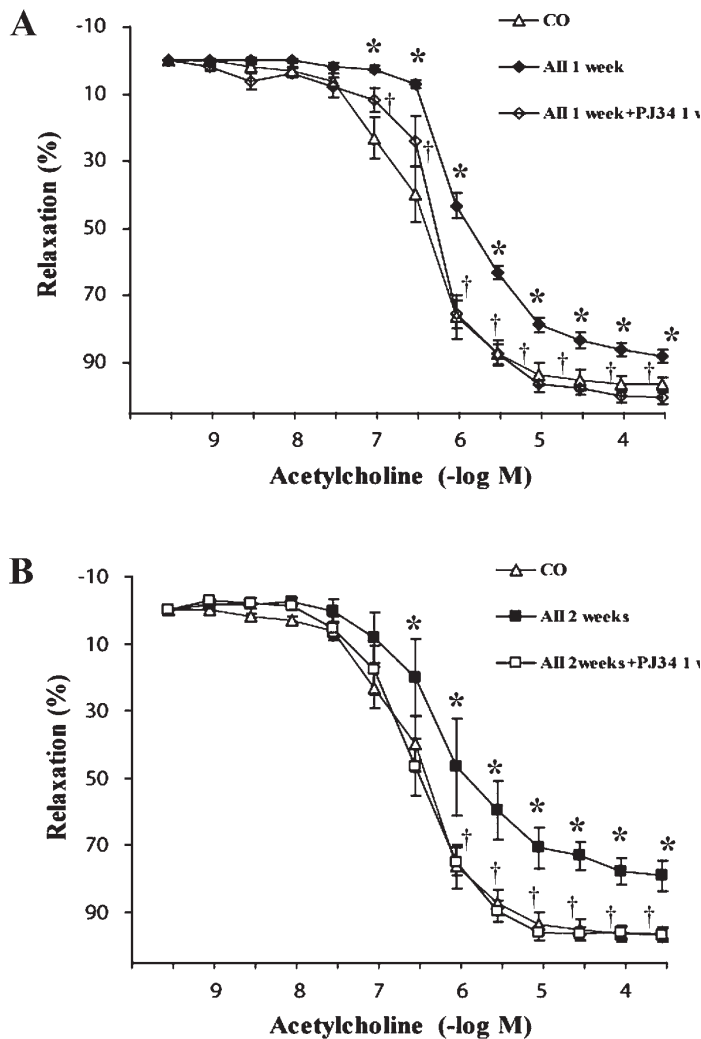 A
CO
AII 1 week
AII 1 week+PJ34 1 w
-10
10
30
50
70
90
Relaxation (%)
* * * * * * * * *
† † † † † † † †
9 8 7 6 5 4
Acetylcholine (-log M)
B
CO
AII 2 weeks
AII 2weeks+PJ34 1 w
-10
10
30
50
70
90
Relaxation (%)
* * * * * * * 
† † † † † †
9 8 7 6 5 4
Acetylcholine (-log M)